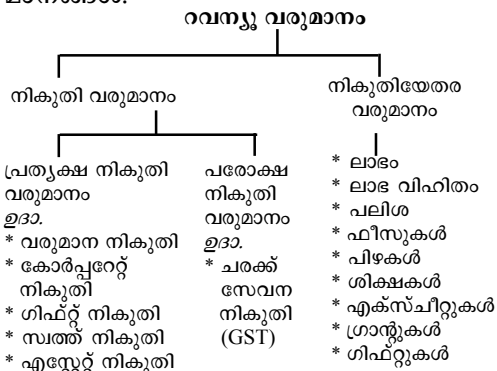 റവന്യൂ വരുമാനം
നികുതി വരുമാനം
നികുതിയേതര
വരുമാനം
പ്രത്യക്ഷ നികുതി
വരുമാനം
ഉദാ.
* വരുമാന നികുതി
* കോർപ്പറേറ്റ്
നികുതി
* ഗിഫ്റ്റ് നികുതി
* സ്വത്ത് നികുതി
* എസ്റ്റേറ്റ് നികുതി
പരോക്ഷ
നികുതി
വരുമാനം
ഉദാ.
* ചരക്ക്
സേവന
നികുതി
(GST)
* ലാഭം
* ലാഭ വിഹിതം
* പലിശ
* ഫീസുകൾ
* പിഴകൾ
* ശിക്ഷകൾ
* എക്സ്ചീറ്റുകൾ
* ഗ്രാന്റുകൾ
* ഗിഫ്റ്റുകൾ